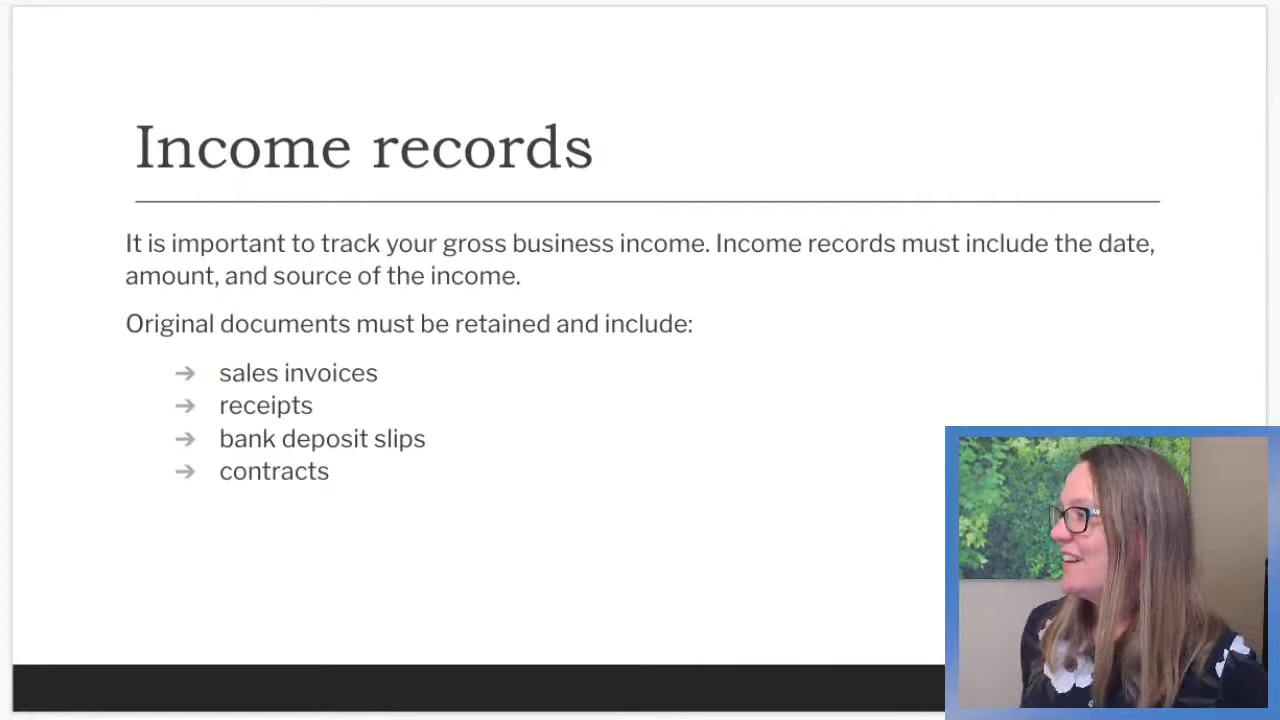 Income records
It is important to track your gross business income. Income records must include the date,
amount, and source of the income.
Original documents must be retained and include:
➔ sales invoices
➔ receipts
➔ bank deposit slips
➔ contracts